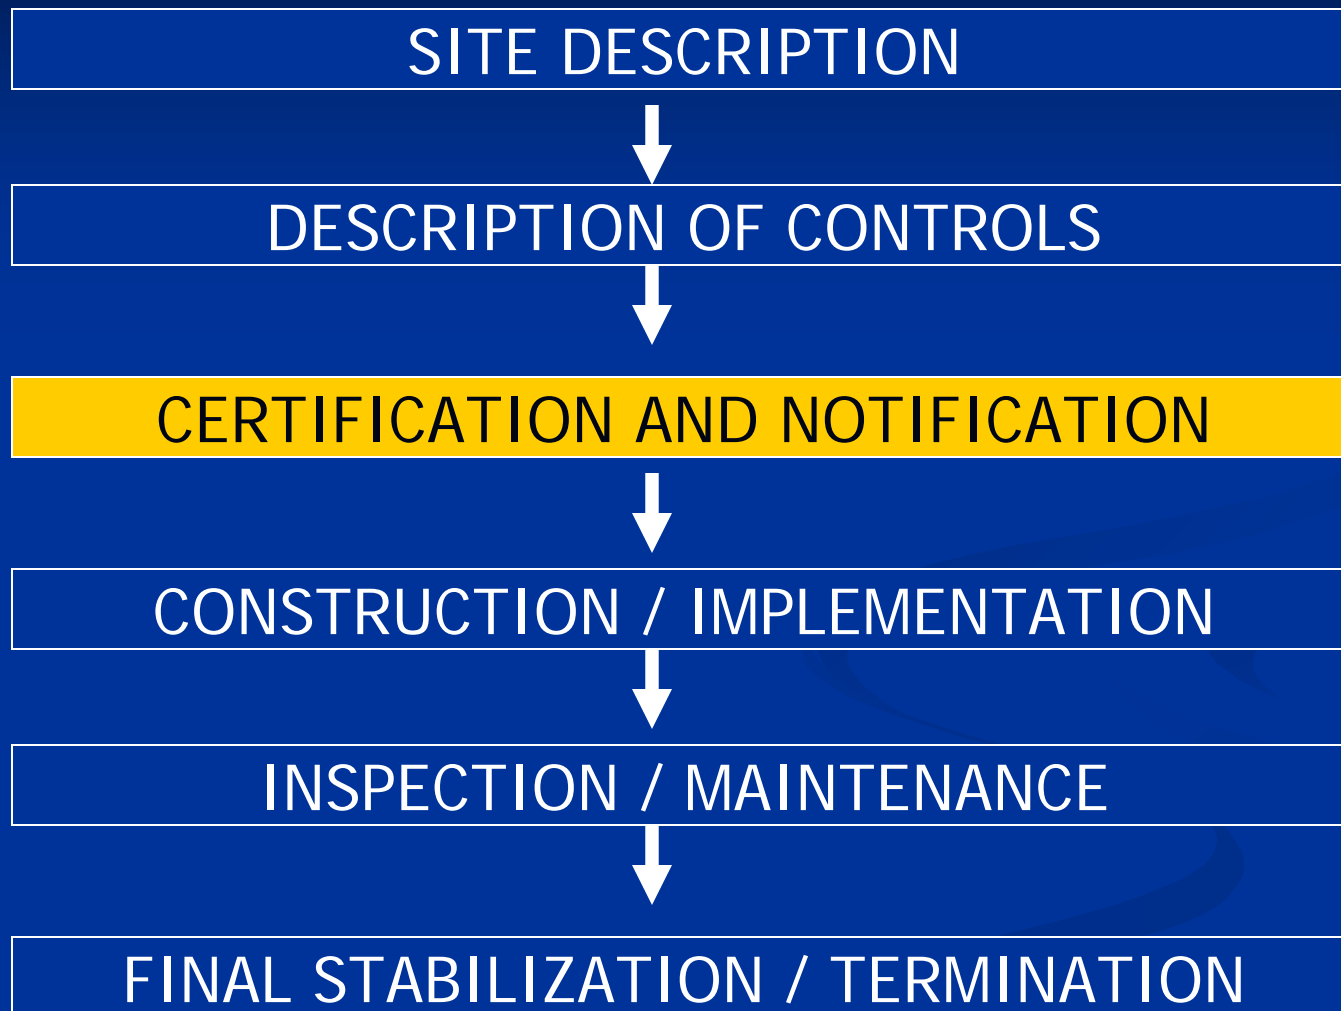 SITE DESCRIPTION
DESCRIPTION OF CONTROLS
CERTIFICATION AND NOTIFICATION
CONSTRUCTION / IMPLEMENTATION
INSPECTION / MAINTENANCE
FINAL STABILIZATION / TERMINATION